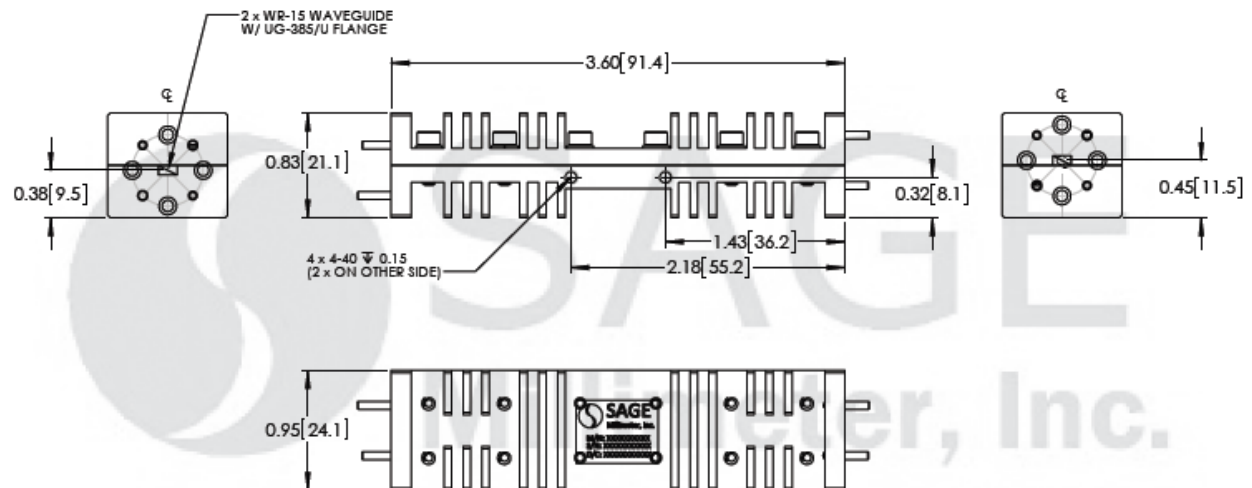 2 x WR-15 WAVEGUIDE
W/ UG-385/U FLANGE
3.60[91.4]
0.83[21.1]
0.38[9.5]
0.32[8.1]
0.45[11.5]
1.43[36.2]
2.18[55.2]
4 x 4-40 ↧ 0.15
(2 x ON OTHER SIDE)
SAGE
Millimeter, Inc.
0.95[24.1]
SAGE
Millimeter, Inc.